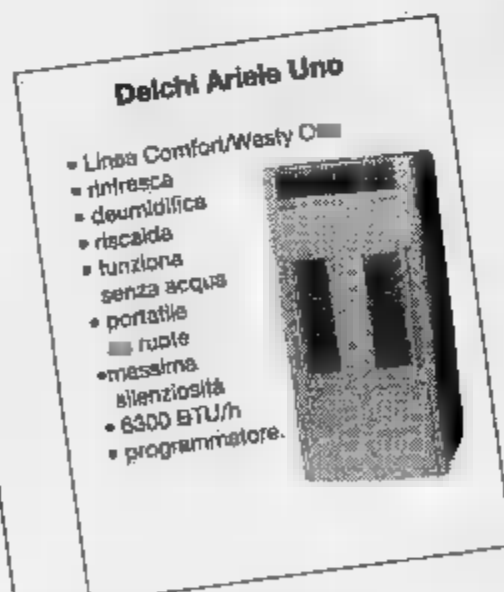 Delchi Ariele Uno
• Linea Comfort/Westy
• rinfresca
• deumidifica
• riscalda
• funziona
senza acqua
• portatile
ruote
•massima
silenziosità
• 6300 BTU/h
• programmatore.